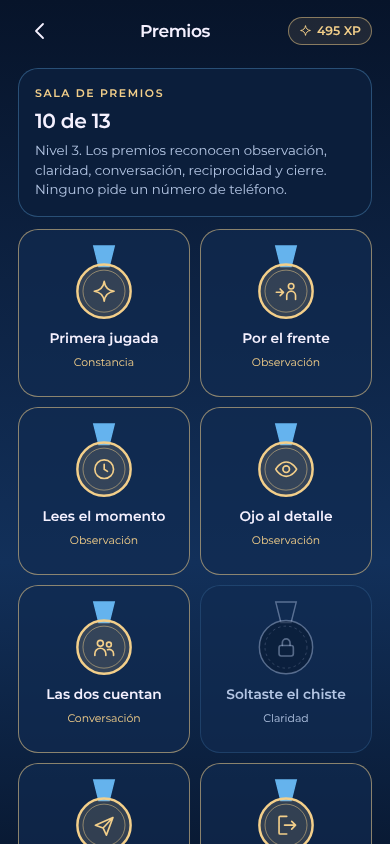 Premios
495 XP
SALA DE PREMIOS
10 de 13
Nivel 3. Los premios reconocen observación,
claridad, conversación, reciprocidad y cierre.
Ninguno pide un número de teléfono.
Primera jugada
Constancia
Por el frente
Observación
Lees el momento
Observación
Ojo al detalle
Observación
Las dos cuentan
Conversación
Soltaste el chiste
Claridad